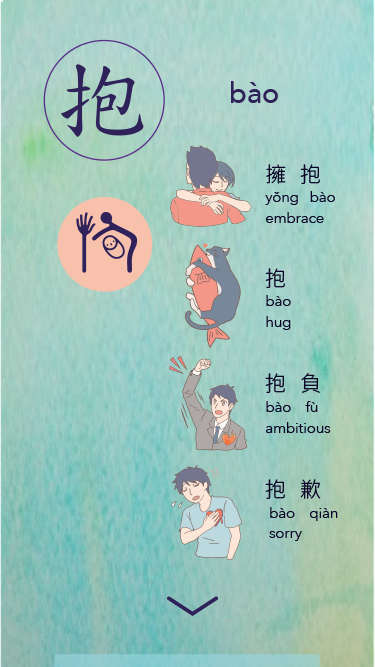 抱
bào
擁 抱
yǒng bào
embrace
抱
bào
hug
抱 負
bào fù
ambitious
抱 歉
bào qiàn
sorry